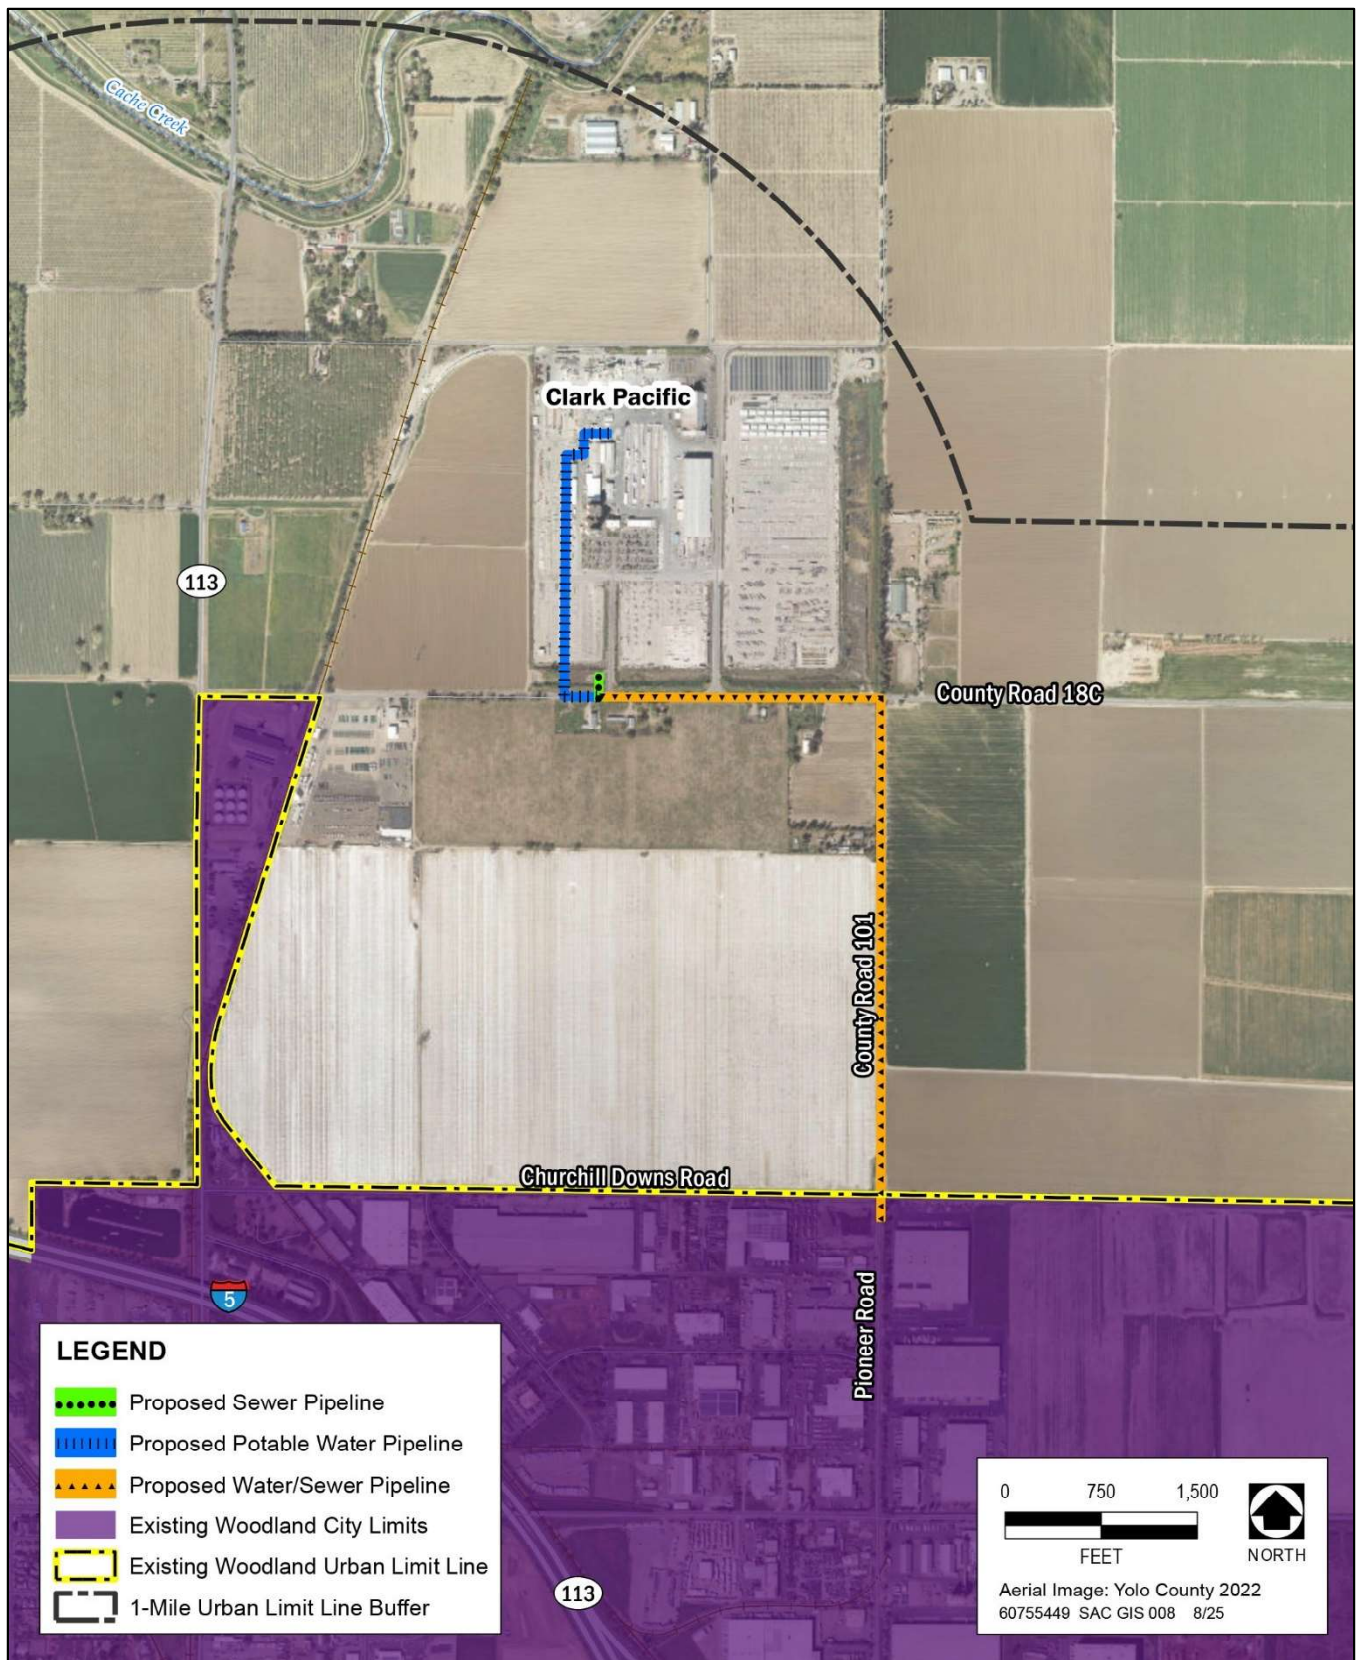 Cache Creek
Clark Pacific
113
County Road 18C
County Road 101
Churchill Downs Road
5
Pioneer Road
LEGEND
Proposed Sewer Pipeline
Proposed Potable Water Pipeline
Proposed Water/Sewer Pipeline
Existing Woodland City Limits
Existing Woodland Urban Limit Line
1-Mile Urban Limit Line Buffer
113
0 750 1,500
FEET
NORTH
Aerial Image: Yolo County 2022
60755449 SAC GIS 008 8/25